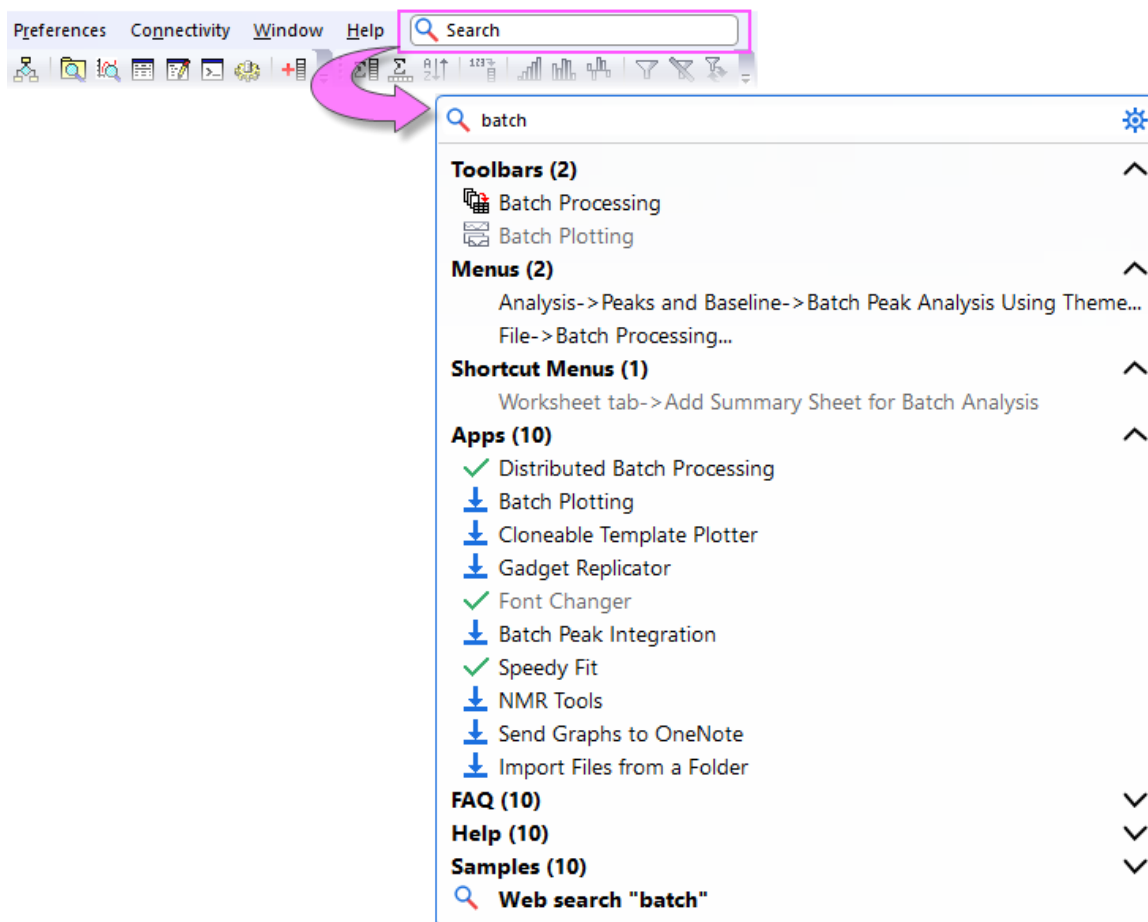 Preferences Connectivity Window Help Search
batch
Toolbars (2)
Batch Processing
Batch Plotting
Menus (2)
Analysis->Peaks and Baseline->Batch Peak Analysis Using Theme...
File->Batch Processing...
Shortcut Menus (1)
Worksheet tab->Add Summary Sheet for Batch Analysis
Apps (10)
Distributed Batch Processing
Batch Plotting
Cloneable Template Plotter
Gadget Replicator
Font Changer
Batch Peak Integration
Speedy Fit
NMR Tools
Send Graphs to OneNote
Import Files from a Folder
FAQ (10)
Help (10)
Samples (10)
Web search "batch"